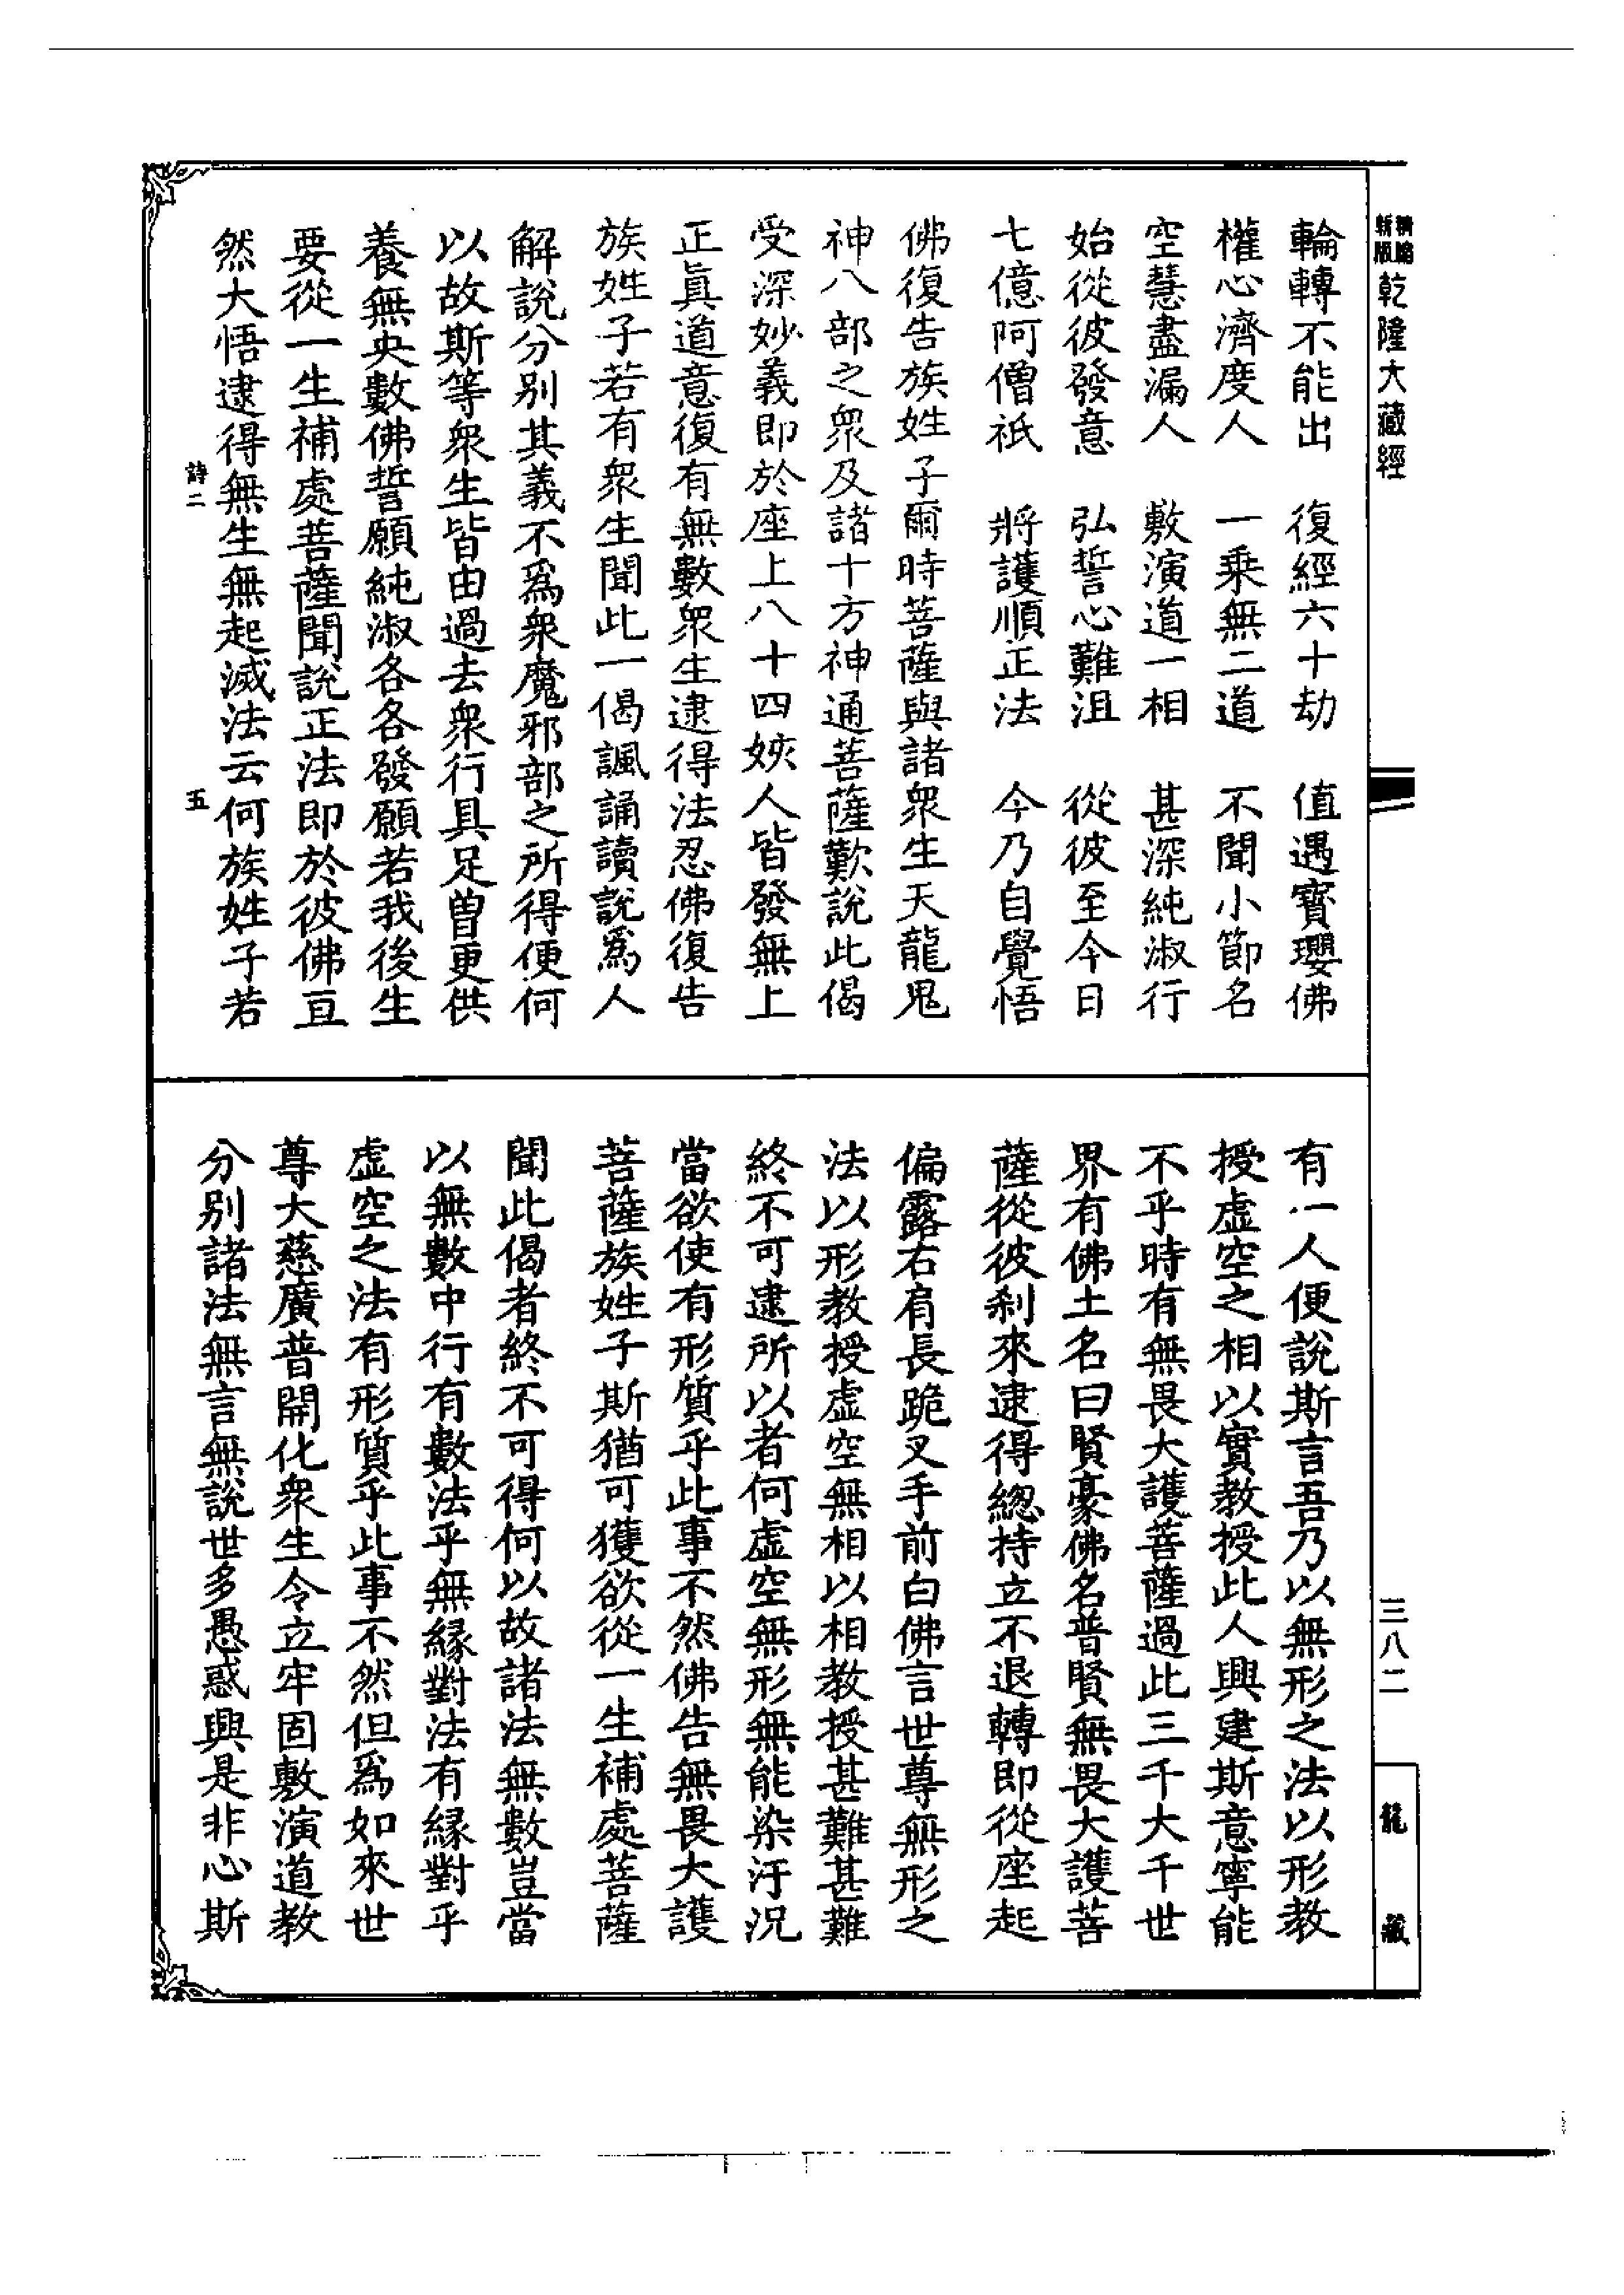 新版
乾隆大藏經
輪轉不能出　復經六十劫　值遇寶瓔佛
權心濟度人　一乘無二道　不聞小節名
空慧盡漏人　敷演道一相　甚深純淑行
始從彼發意　弘誓心難沮　從彼至今日
七億阿僧祇　將護順正法　今乃自覺悟
佛復告族姓子爾時菩薩與諸衆生天龍鬼
神八部之衆及諸十方神通菩薩歎說此偈
受深妙義即於座上八十四姟人皆發無上
正眞道意復有無數衆生逮得法忍佛復告
族姓子若有衆生聞此一偈諷誦讀說爲人
解說分別其義不爲衆魔邪部之所得便何
以故斯等衆生皆由過去衆行具足曽更供
養無央數佛誓願純淑各各發願若我後生
要從一生補處菩薩聞說正法即於彼佛亘
然大悟逮得無生無起滅法云何族姓子若
詩二　五
有一人便說斯言吾乃以無形之法以形教
授虛空之相以實教授此人興建斯意寧能
不乎時有無畏大護菩薩過此三千大千世
界有佛土名曰賢豪佛名普賢無畏大護菩
薩從彼刹來逮得總持立不退轉即從座起
偏露右肩長跪叉手前白佛言世尊無形之
法以形教授虛空無相以相教授甚難甚難
終不可逮所以者何虛空無形無能染汙況
當欲使有形質乎此事不然佛告無畏大護
菩薩族姓子斯猶可獲欲從一生補處菩薩
聞此偈者終不可得何以故諸法無數豈當
以無數中行有數法乎無緣對法有緣對乎
虛空之法有形質乎此事不然但爲如來世
尊大慈廣普開化衆生令立牢固敷演道教
分別諸法無言無說世多愚惑興是非心斯
三八二
龍藏